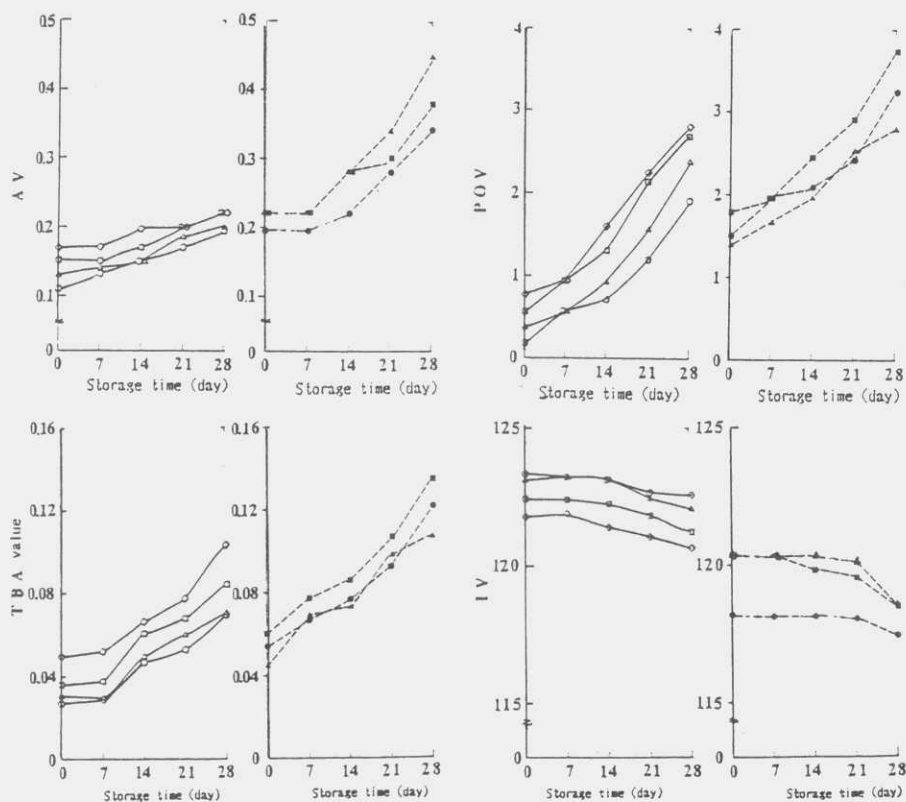 0.5 0.5 4 4
0.4 0.4 3 3
0.3 0.3
AV POV
0.2 0.2 2 2
0.1 0.1 1 1
0 0 0 0
0 7 14 21 28 0 7 14 21 28 0 7 14 21 28 0 7 14 21 28
Storage time (day) Storage time (day) Storage time (day) Storage time (day)
0.16 0.16 125 125
0.12 0.12
TBA value IV
0.08 0.08 120 120
0.04 0.04 115 115
0 0 0 0
0 7 14 21 28 0 7 14 21 28 0 7 14 21 28 0 7 14 21 28
Storage time (day) Storage time (day) Storage time (day) Storage time (day)